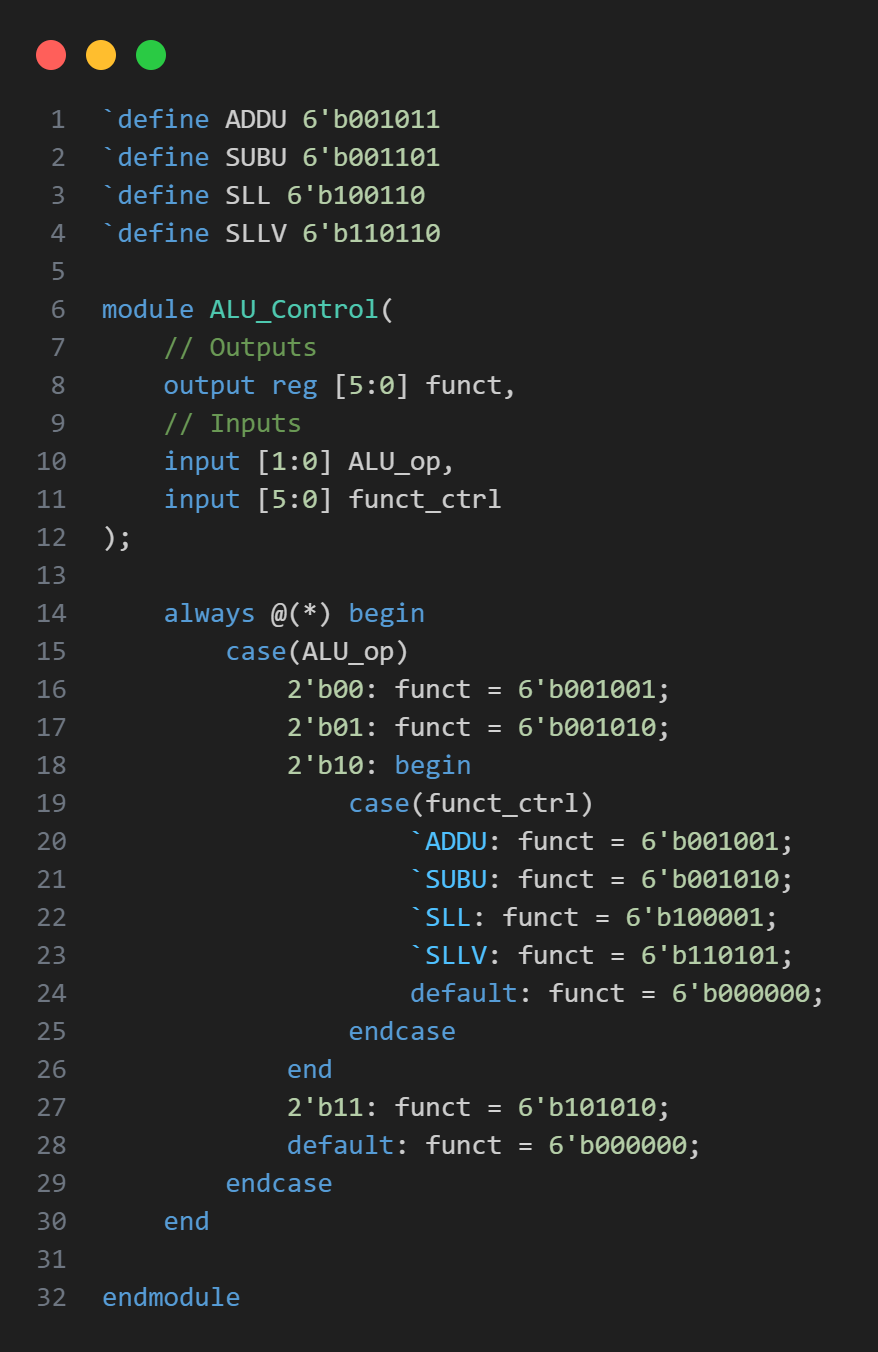 1 `define ADDU 6'b001011
2 `define SUBU 6'b001101
3 `define SLL 6'b100110
4 `define SLLV 6'b110110
5
6 module ALU_Control(
7     // Outputs
8     output reg [5:0] funct,
9     // Inputs
10     input [1:0] ALU_op,
11     input [5:0] funct_ctrl
12 );
13
14     always @(*) begin
15         case(ALU_op)
16             2'b00: funct = 6'b001001;
17             2'b01: funct = 6'b001010;
18             2'b10: begin
19                 case(funct_ctrl)
20                     `ADDU: funct = 6'b001001;
21                     `SUBU: funct = 6'b001010;
22                     `SLL: funct = 6'b100001;
23                     `SLLV: funct = 6'b110101;
24                     default: funct = 6'b000000;
25                 endcase
26             end
27             2'b11: funct = 6'b101010;
28             default: funct = 6'b000000;
29         endcase
30     end
31
32 endmodule